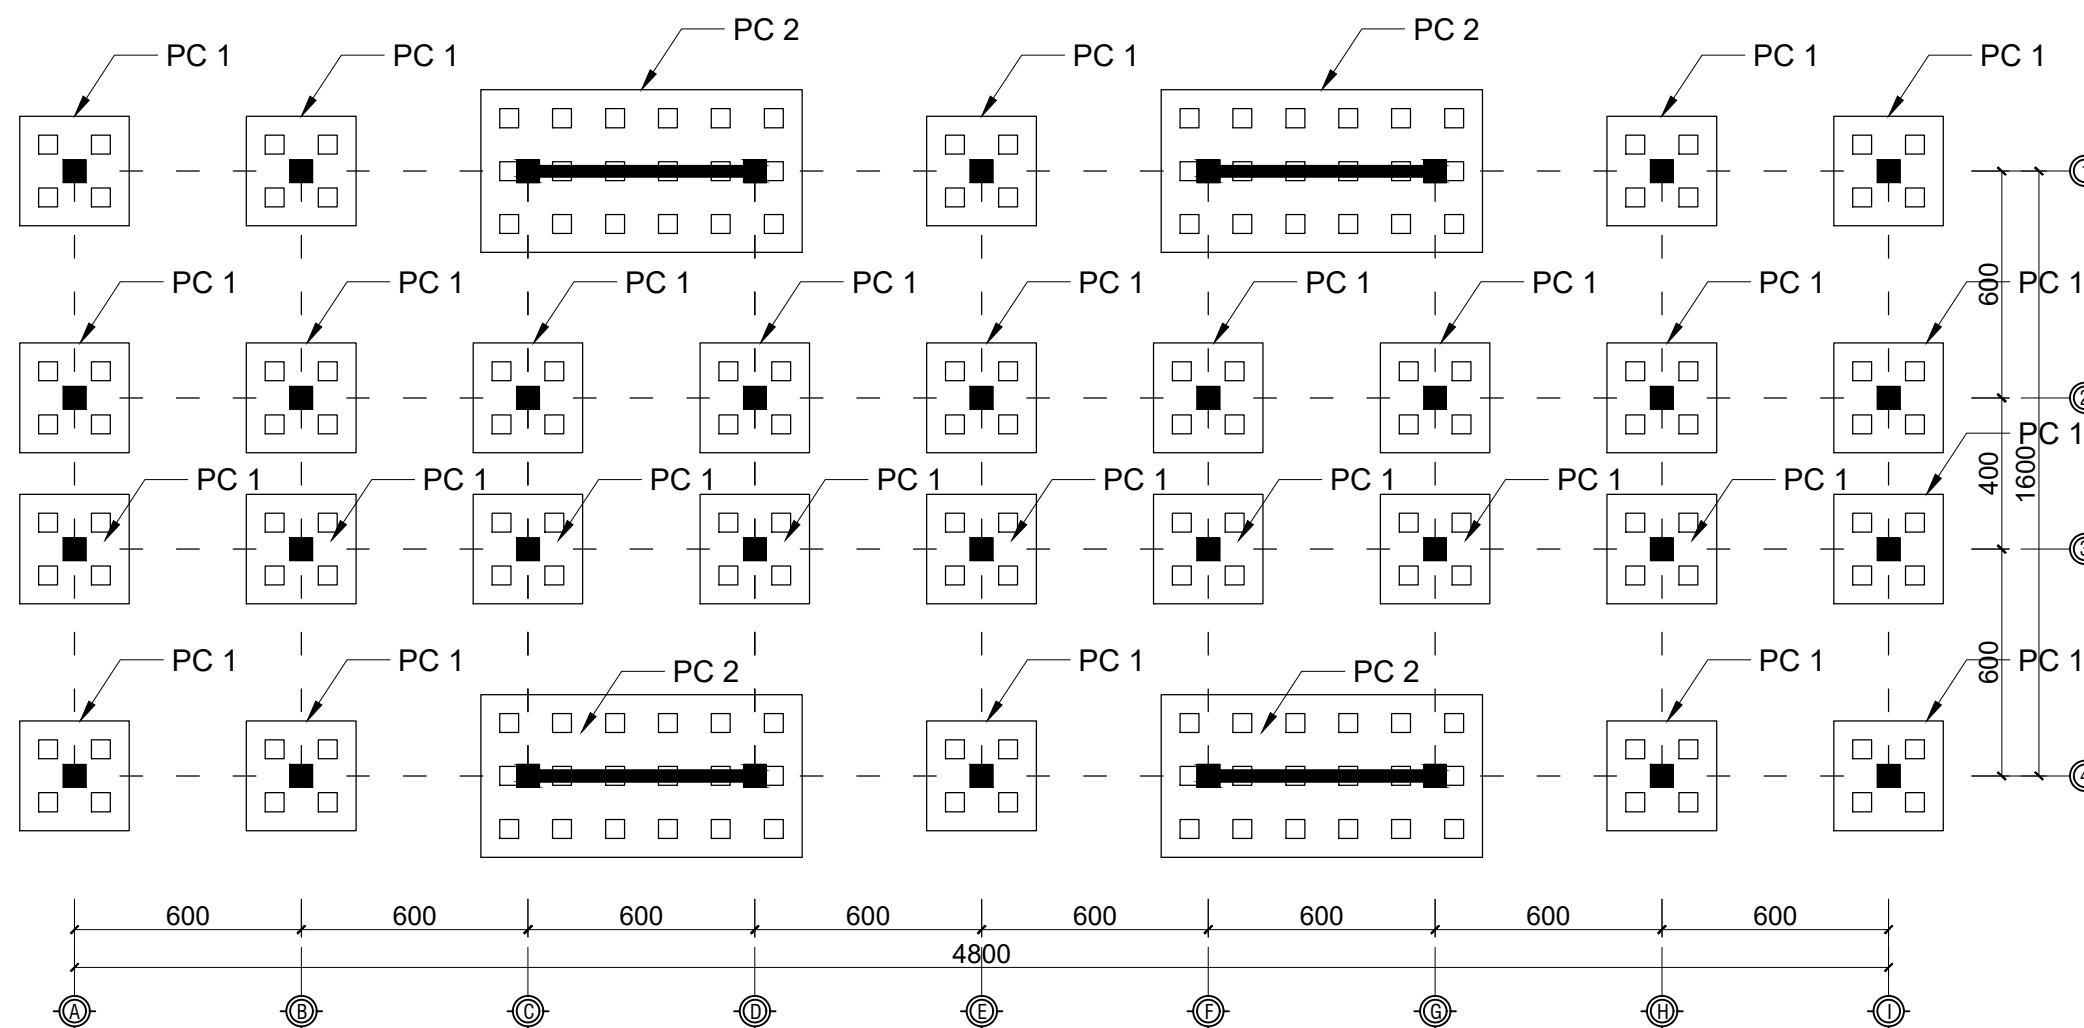 PC 2 PC 2
PC 1 PC 1 PC 1 PC 1 PC 1
1
PC 1 PC 1 PC 1 PC 1 PC 1 PC 1 PC 1 PC 1 600 PC 1
2
PC 1
PC 1 PC 1 PC 1 PC 1 PC 1 PC 1 PC 1 PC 1 400 1600
3
PC 1 PC 1 PC 1 PC 1 600 PC 1
PC 2 PC 2
4
600 600 600 600 600 600 600 600
4800
A B C D E F G H I